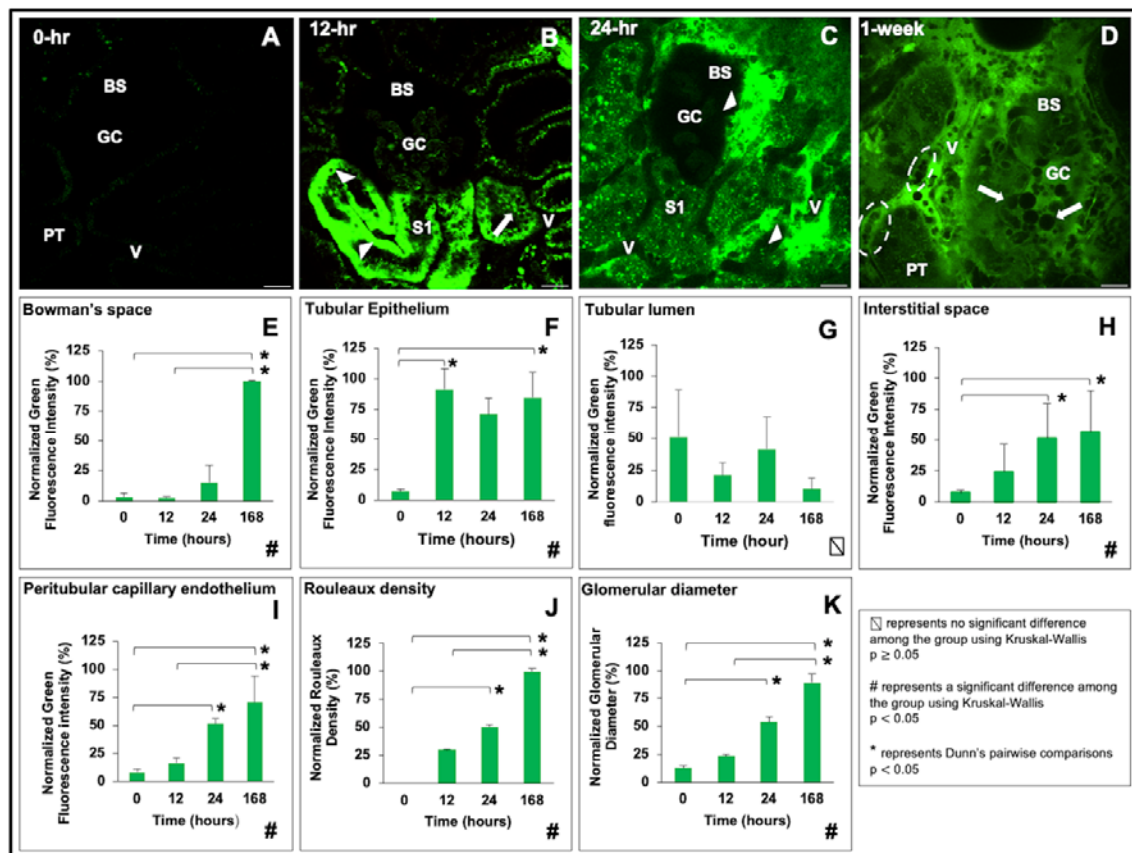 0-hr
A
BS
GC
PT
V
12-hr
B
BS
GC
S1
V
24-hr
C
BS
GC
S1
V
V
1-week
D
BS
V
GC
PT
Bowman's space
E
Normalized Green
Fluorescence Intensity (%)
125
100
75
50
25
0
* 
*
0 12 24 168
Time (hours)
#
Tubular Epithelium
F
Normalized Green
Fluorescence Intensity (%)
125
100
75
50
25
0
*
*
0 12 24 168
Time (hours)
#
Tubular lumen
G
Normalized Green
fluorescence Intensity (%)
125
100
75
50
25
0
0 12 24 168
Time (hour)
Interstitial space
H
Normalized Green
Fluorescence Intensity (%)
125
100
75
50
25
0
*
*
0 12 24 168
Time (hours)
#
Peritubular capillary endothelium
I
Normalized Green
Fluorescence intensity (%)
125
100
75
50
25
0
*
*
*
0 12 24 168
Time (hours)
#
Rouleaux density
J
Normalized Rouleaux
Density (%)
125
100
75
50
25
0
*
*
*
0 12 24 168
Time (hours)
#
Glomerular diameter
K
Normalized Glomerular
Diameter (%)
125
100
75
50
25
0
*
*
*
0 12 24 168
Time (hours)
#
⍂ represents no significant difference
among the group using Kruskal-Wallis
p ≥ 0.05
# represents a significant difference among
the group using Kruskal-Wallis
p < 0.05
* represents Dunn's pairwise comparisons
p < 0.05